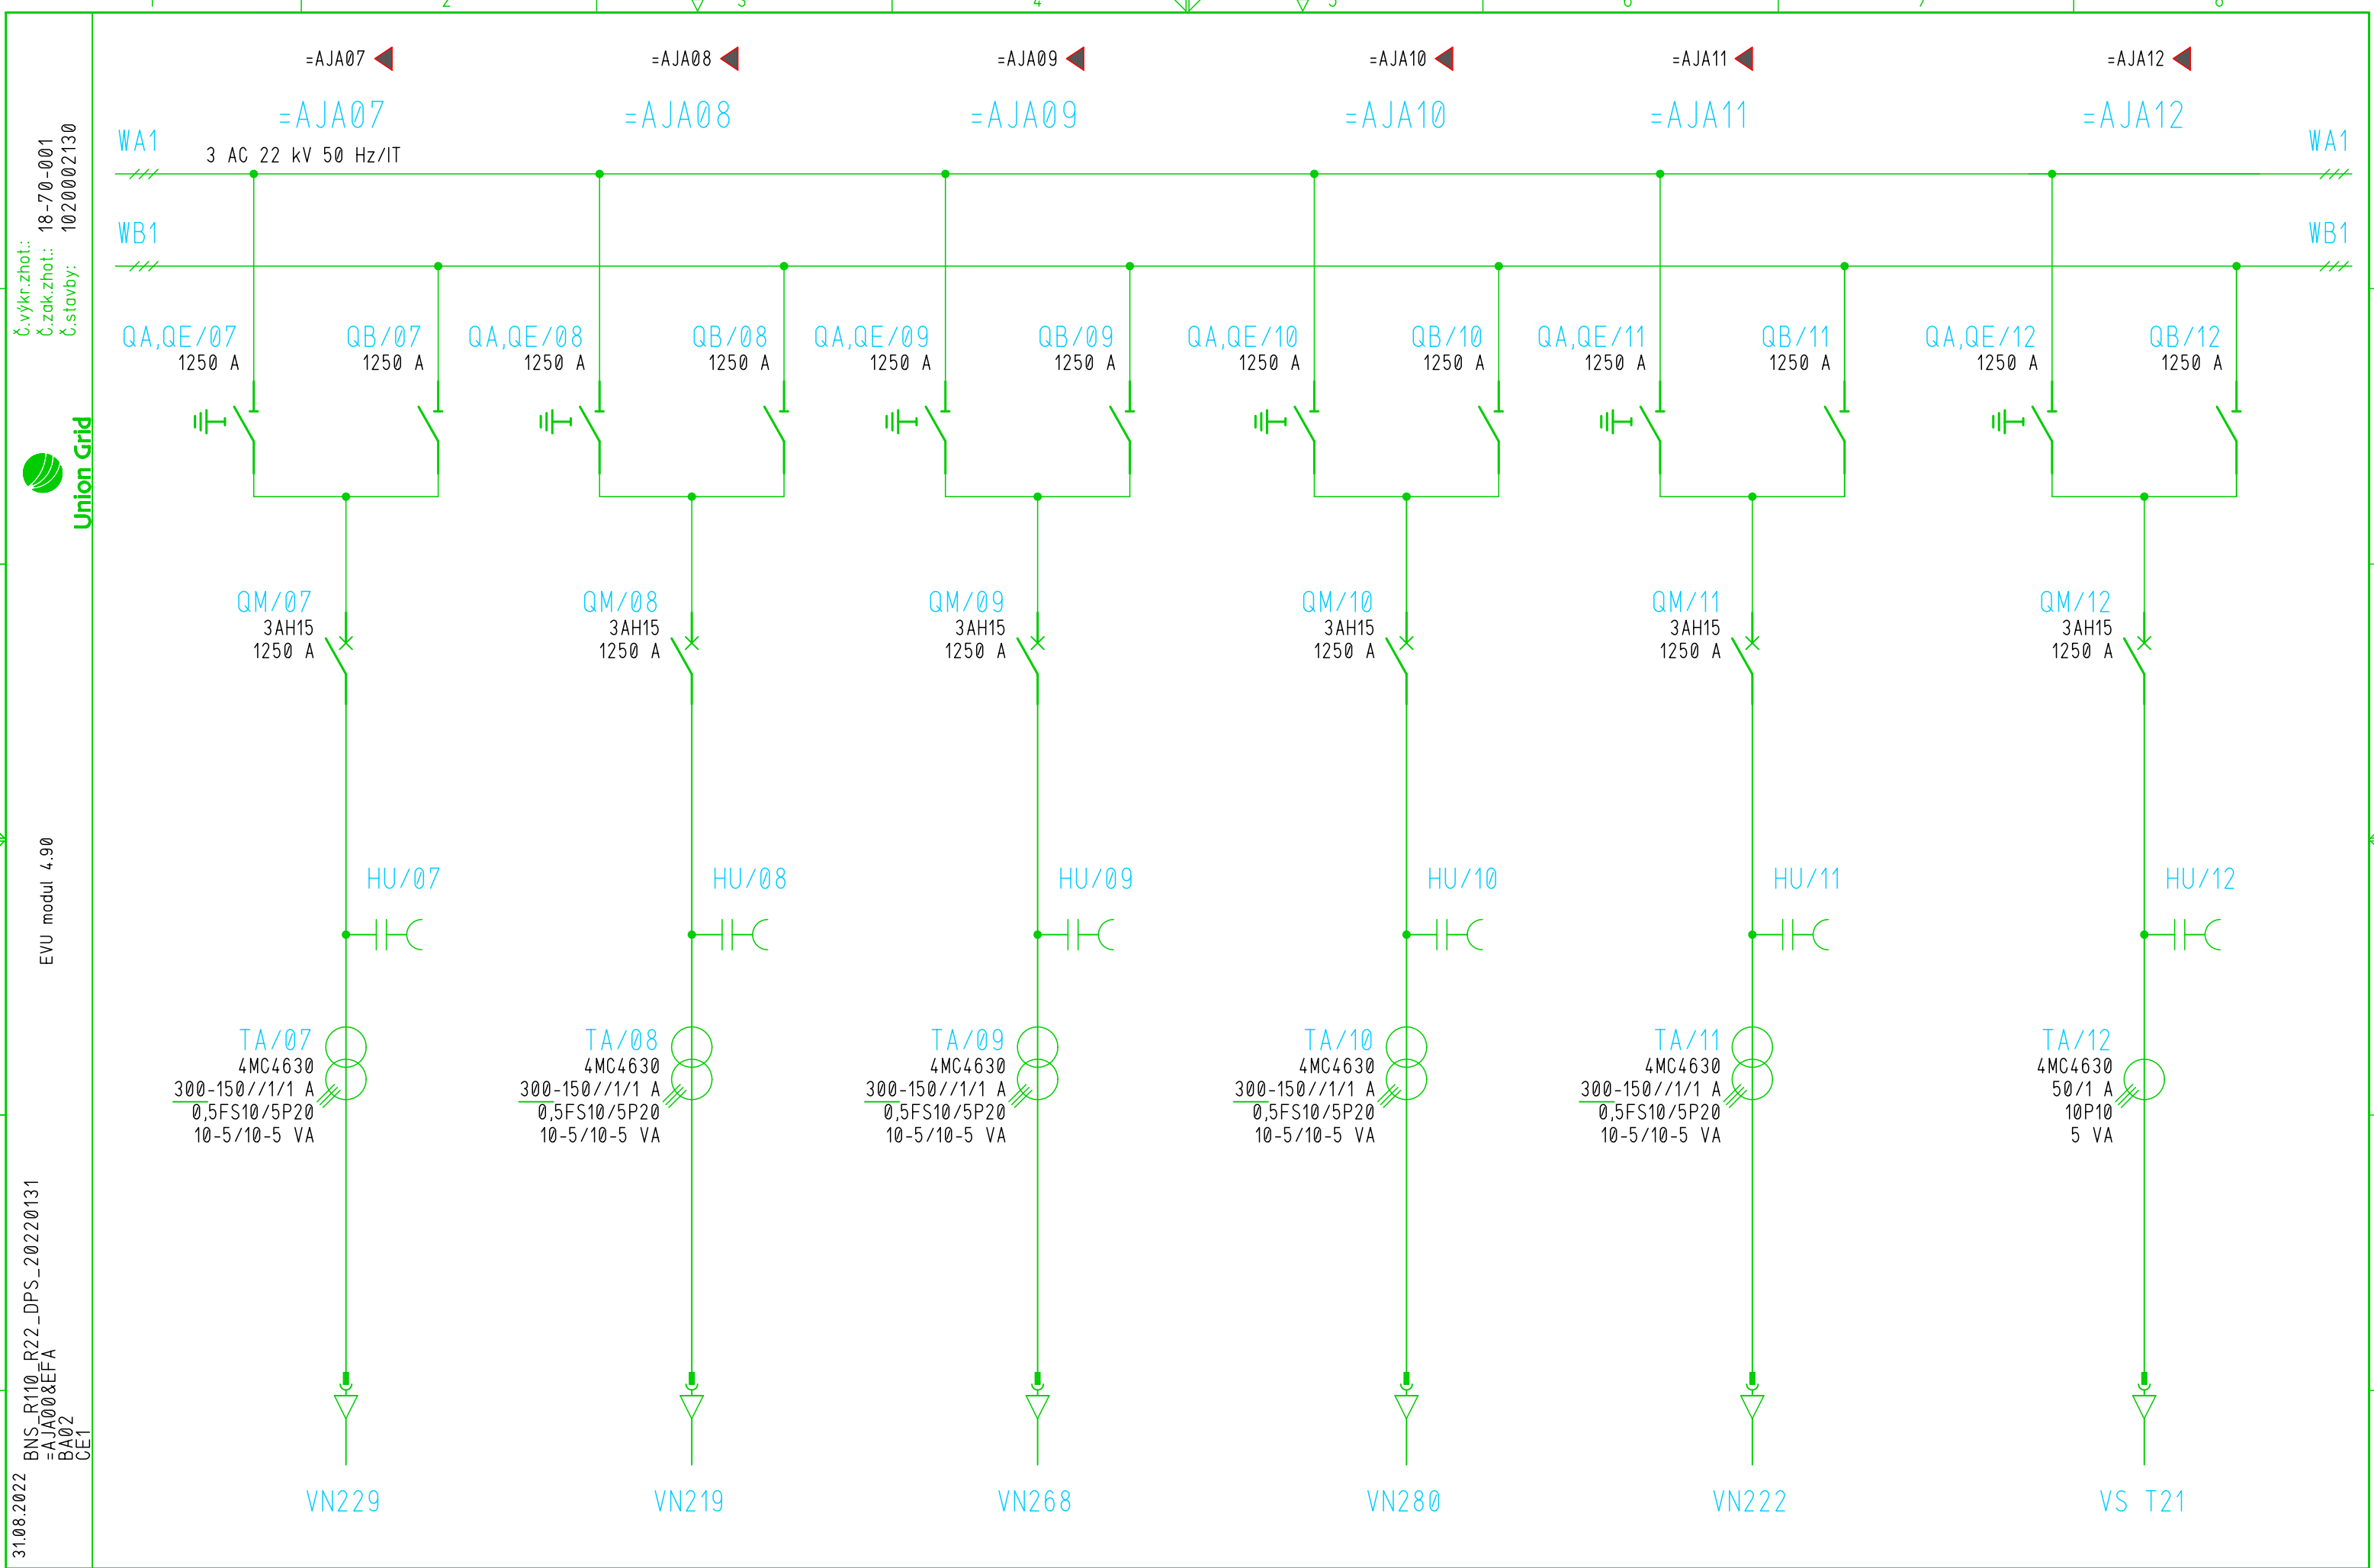 1 2 3 4 5 6 7 8
=AJA07 =AJA08 =AJA09 =AJA10 =AJA11 =AJA12
=AJA07 =AJA08 =AJA09 =AJA10 =AJA11 =AJA12
WA1 WA1
3 AC 22 kV 50 Hz/IT
WB1 WB1
QA,QE/07 QB/07 QA,QE/08 QB/08 QA,QE/09 QB/09 QA,QE/10 QB/10 QA,QE/11 QB/11 QA,QE/12 QB/12
1250 A 1250 A 1250 A 1250 A 1250 A 1250 A 1250 A 1250 A 1250 A 1250 A 1250 A 1250 A
QM/07 QM/08 QM/09 QM/10 QM/11 QM/12
3AH15 3AH15 3AH15 3AH15 3AH15 3AH15
1250 A 1250 A 1250 A 1250 A 1250 A 1250 A
HU/07 HU/08 HU/09 HU/10 HU/11 HU/12
TA/07 TA/08 TA/09 TA/10 TA/11 TA/12
4MC4630 4MC4630 4MC4630 4MC4630 4MC4630 4MC4630
300-150//1/1 A 300-150//1/1 A 300-150//1/1 A 300-150//1/1 A 300-150//1/1 A 50/1 A
0,5FS10/5P20 0,5FS10/5P20 0,5FS10/5P20 0,5FS10/5P20 0,5FS10/5P20 10P10
10-5/10-5 VA 10-5/10-5 VA 10-5/10-5 VA 10-5/10-5 VA 10-5/10-5 VA 5 VA
VN229 VN219 VN268 VN280 VN222 VS T21
Č.výkr.zhot.:
Č.zak.zhot.: 18-70-001
Č.stavby: 1020002130
Union Grid
EVU modul 4.90
BNS_R110_R22_DPS_20220131
=AJA00&EFA
BA02
CE1
31.08.2022